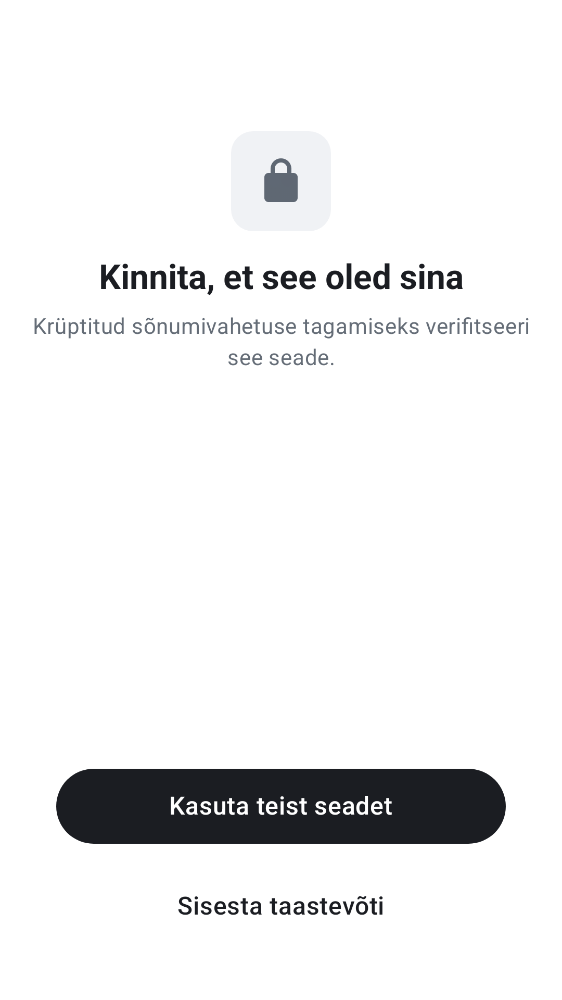 Kinnita, et see oled sina
Krüptitud sõnumivahetuse tagamiseks verifitseeri
see seade.
Kasuta teist seadet
Sisesta taastevõti